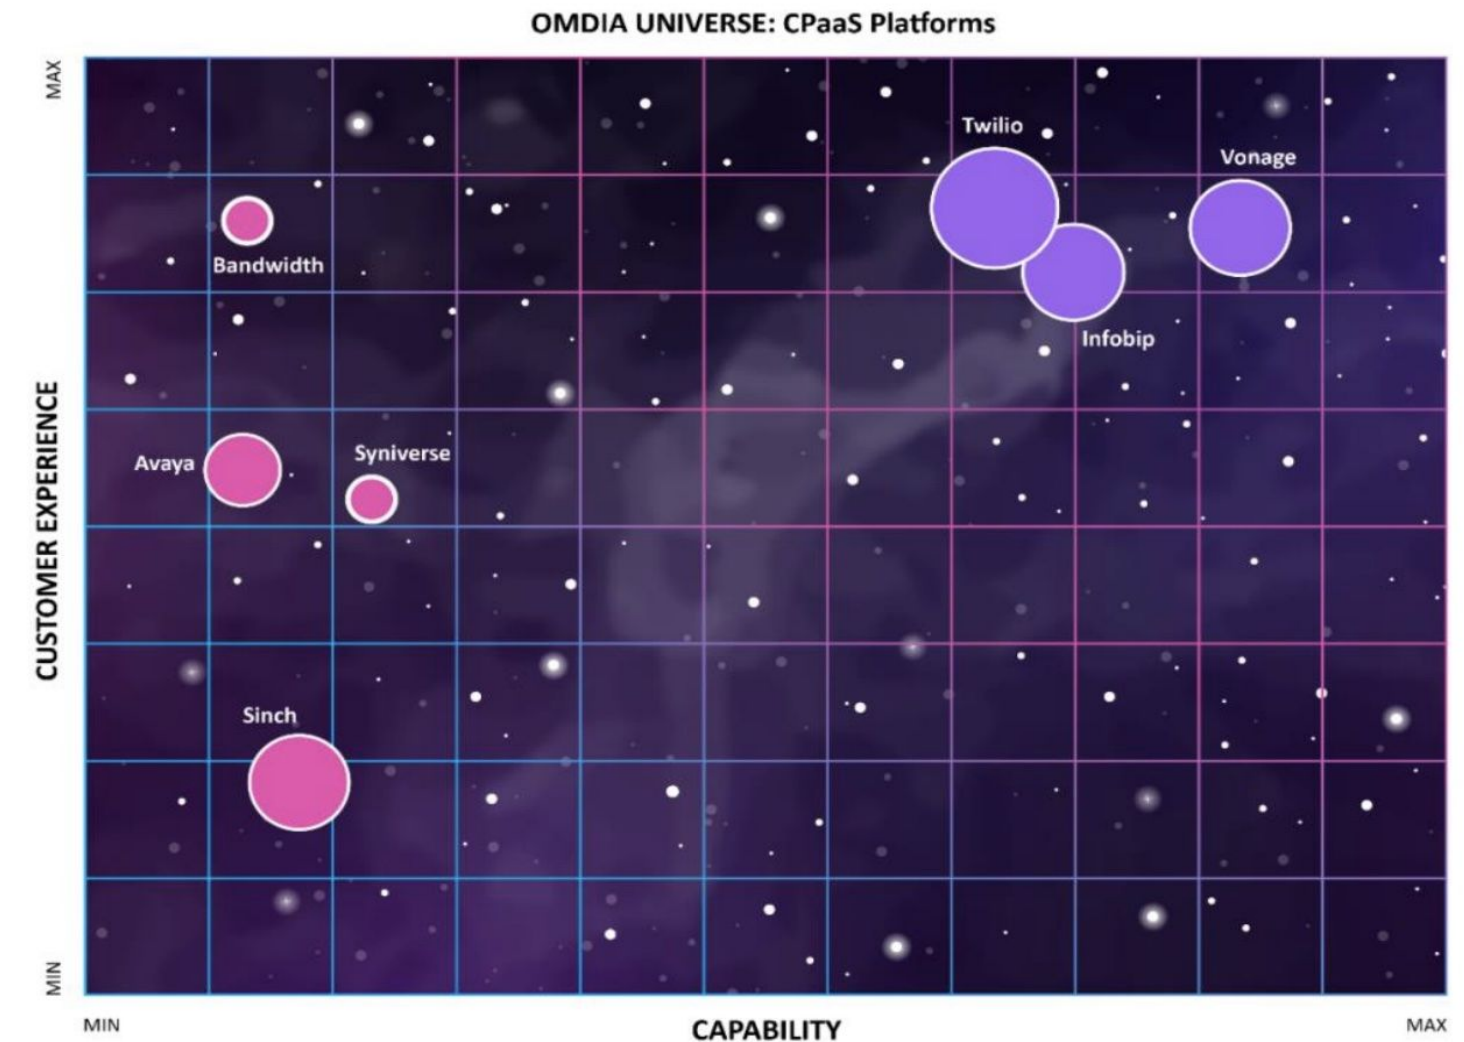 OMDIA UNIVERSE: CPaaS Platforms
MAX
Twilio
Vonage
Bandwidth
Infobip
CUSTOMER EXPERIENCE
Avaya
Syniverse
Sinch
MIN
MIN
CAPABILITY
MAX